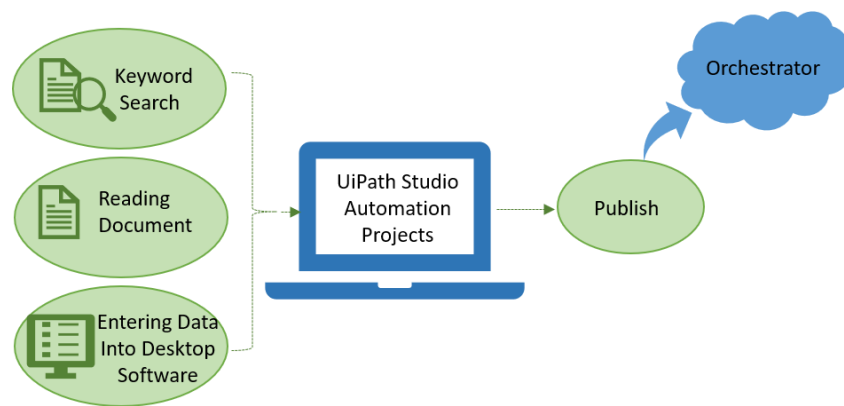 Keyword
Search
Reading
Document
Entering Data
Into Desktop
Software
UiPath Studio
Automation
Projects
Publish
Orchestrator